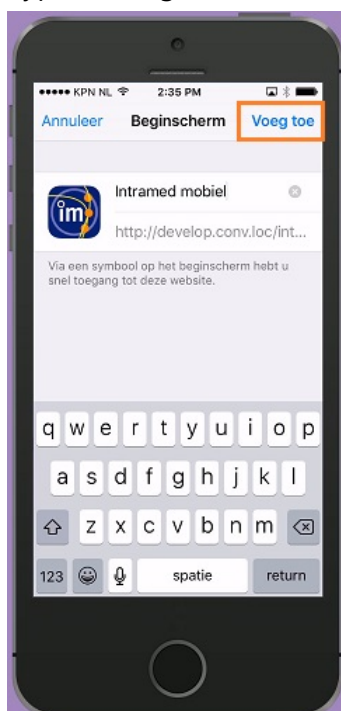 KPN NL 2:35 PM
Annuleer Beginscherm Voeg toe
im
Intramed mobiel
http://develop.conv.loc/int...
Via een symbool op het beginscherm hebt u
snel toegang tot deze website.
q w e r t y u i o p
a s d f g h j k l
z x c v b n m
123 spatie return